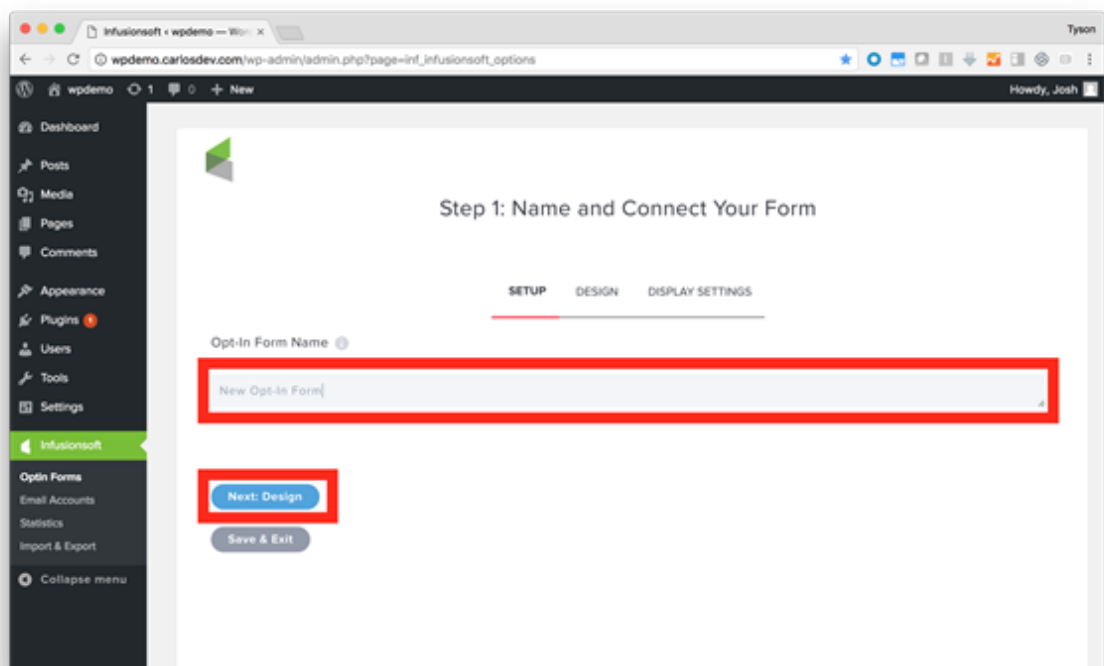 Infusionsoft ‹ wpdemo — Wor
Tyson
wpdemo.carlosdev.com/wp-admin/admin.php?page=inf_infusionsoft_options
wpdemo 1 0 + New
Howdy, Josh
Dashboard
Posts
Media
Pages
Comments
Appearance
Plugins 1
Users
Tools
Settings
Infusionsoft
Optin Forms
Email Accounts
Statistics
Import & Export
Collapse menu
Step 1: Name and Connect Your Form
SETUP DESIGN DISPLAY SETTINGS
Opt-In Form Name
New Opt-In Form
Next: Design
Save & Exit